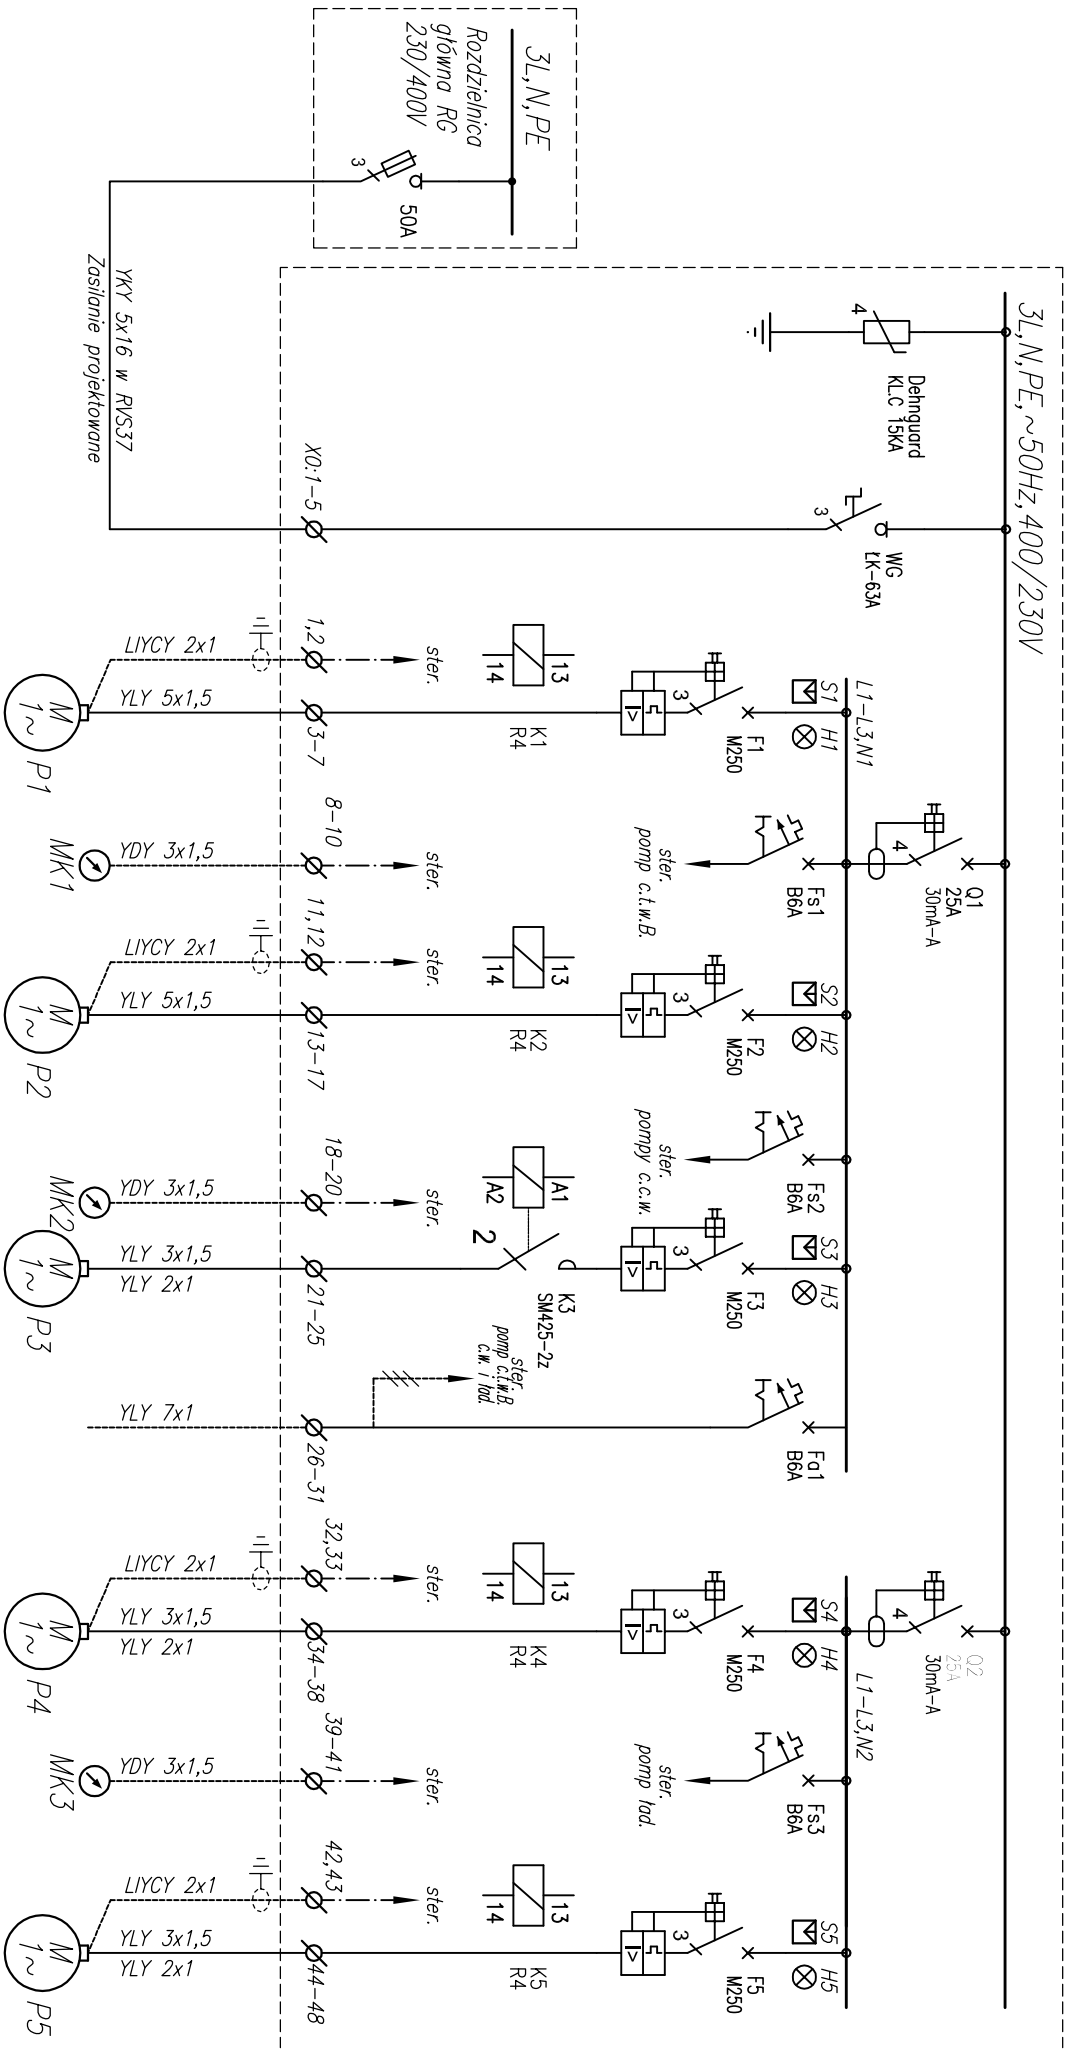 3L,N,PE
Rozdzielnica
główna RG
230/400V
50A
3
YKY 5x16 w RVS37
Zasilanie projektowane
3L,N,PE,~50Hz,400/230V
4
Dehnguard
KL.C 15KA
WG
ŁK-63A
3
X0:1-5
L1-L3,N1
Q1
25A
30mA-A
4
S1
H1
F1
M250
3
I>
13
14
K1
R4
ster.
1,2
3-7
LIYCY 2x1
YLY 5x1,5
M
1~
P1
Fs1
B6A
ster.
pomp c.t.w.B.
ster.
8-10
YDY 3x1,5
MK1
S2
H2
F2
M250
3
I>
13
14
K2
R4
ster.
11,12
13-17
LIYCY 2x1
YLY 5x1,5
M
1~
P2
Fs2
B6A
ster.
pompy c.c.w.
ster.
18-20
YDY 3x1,5
MK2
S3
H3
F3
M250
3
I>
A1
A2
2
K3
SM425-2z
21-25
YLY 3x1,5
YLY 2x1
M
1~
P3
Fa1
B6A
ster.
pomp c.t.w.B.
c.w. i ład.
26-31
YLY 7x1
Q2
25A
30mA-A
4
L1-L3,N2
S4
H4
F4
M250
3
I>
13
14
K4
R4
ster.
32,33
34-38
LIYCY 2x1
YLY 3x1,5
YLY 2x1
M
1~
P4
Fs3
B6A
ster.
pomp ład.
ster.
39-41
YDY 3x1,5
MK3
S5
H5
F5
M250
3
I>
13
14
K5
R4
ster.
42,43
44-48
LIYCY 2x1
YLY 3x1,5
YLY 2x1
M
1~
P5